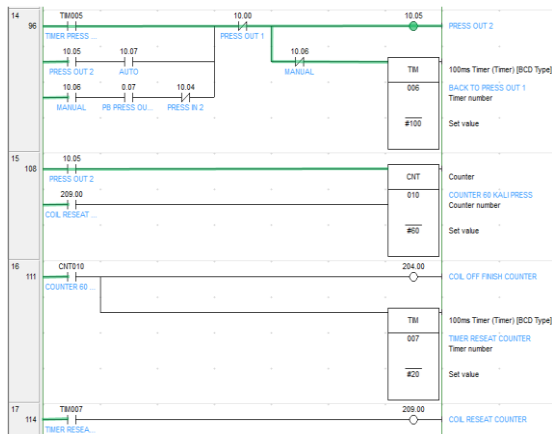 14
96
TIM005
TIMER PRESS ...
10.00
PRESS OUT 1
10.05
PRESS OUT 2
10.05
PRESS OUT 2
10.07
AUTO
10.06
MANUAL
TIM
100ms Timer (Timer) [BCD Type]
10.06
MANUAL
0.07
PB PRESS OU...
10.04
PRESS IN 2
006
BACK TO PRESS OUT 1
Timer number
#100
Set value
15
108
10.05
PRESS OUT 2
CNT
Counter
209.00
COIL RESEAT ...
010
COUNTER 60 KALI PRESS
Counter number
#60
Set value
16
111
CNT010
COUNTER 60 ...
204.00
COIL OFF FINISH COUNTER
TIM
100ms Timer (Timer) [BCD Type]
007
TIMER RESEAT COUNTER
Timer number
#20
Set value
17
114
TIM007
TIMER RESEA...
209.00
COIL RESEAT COUNTER